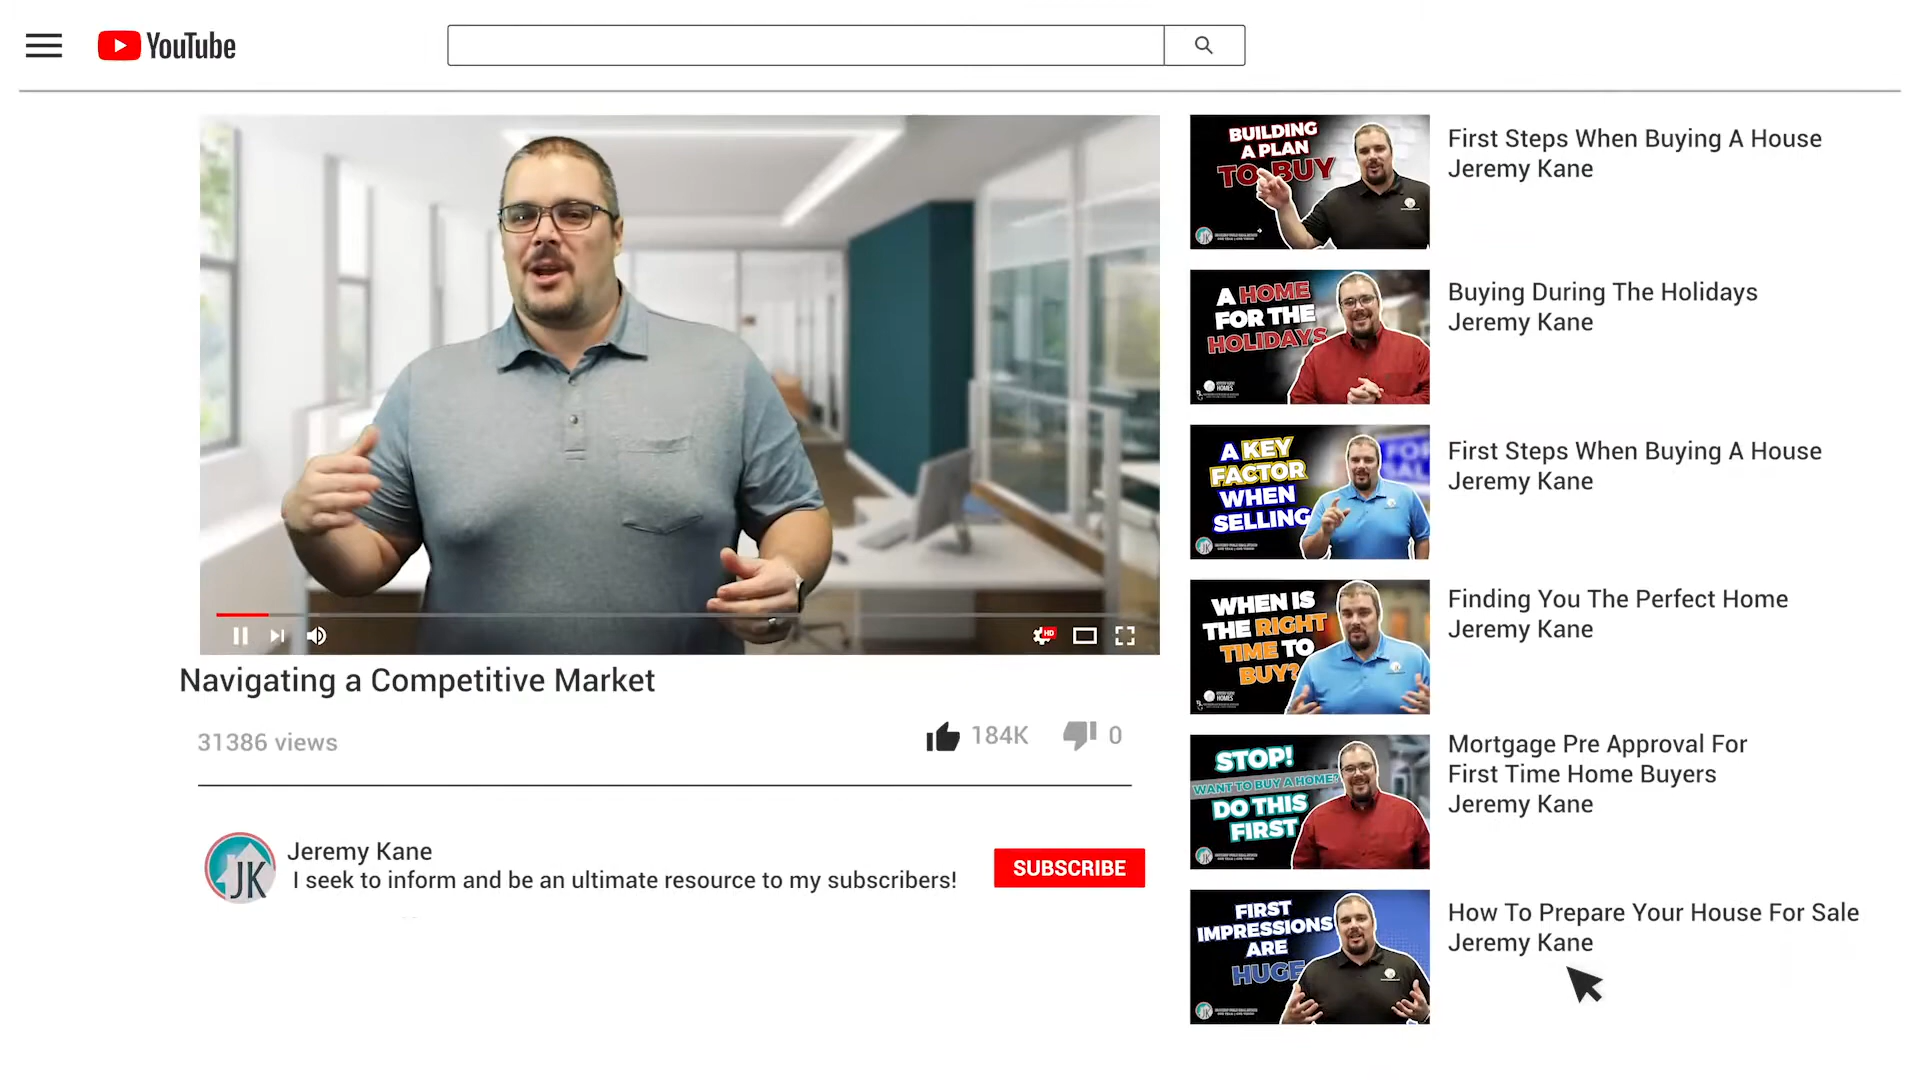 YouTube
HD
Navigating a Competitive Market
31386 views
184K
0
JK
Jeremy Kane
I seek to inform and be an ultimate resource to my subscribers!
SUBSCRIBE
BUILDING
A PLAN
TO BUY
First Steps When Buying A House
Jeremy Kane
A HOME
FOR THE
HOLIDAYS
HOMES
Buying During The Holidays
Jeremy Kane
A KEY
FACTOR
WHEN
SELLING
FOR
SALE
First Steps When Buying A House
Jeremy Kane
WHEN IS
THE RIGHT
TIME TO
BUY?
HOMES
Finding You The Perfect Home
Jeremy Kane
STOP!
WANT TO BUY A HOME?
DO THIS
FIRST
Mortgage Pre Approval For
First Time Home Buyers
Jeremy Kane
FIRST
IMPRESSIONS
ARE
HUGE
How To Prepare Your House For Sale
Jeremy Kane